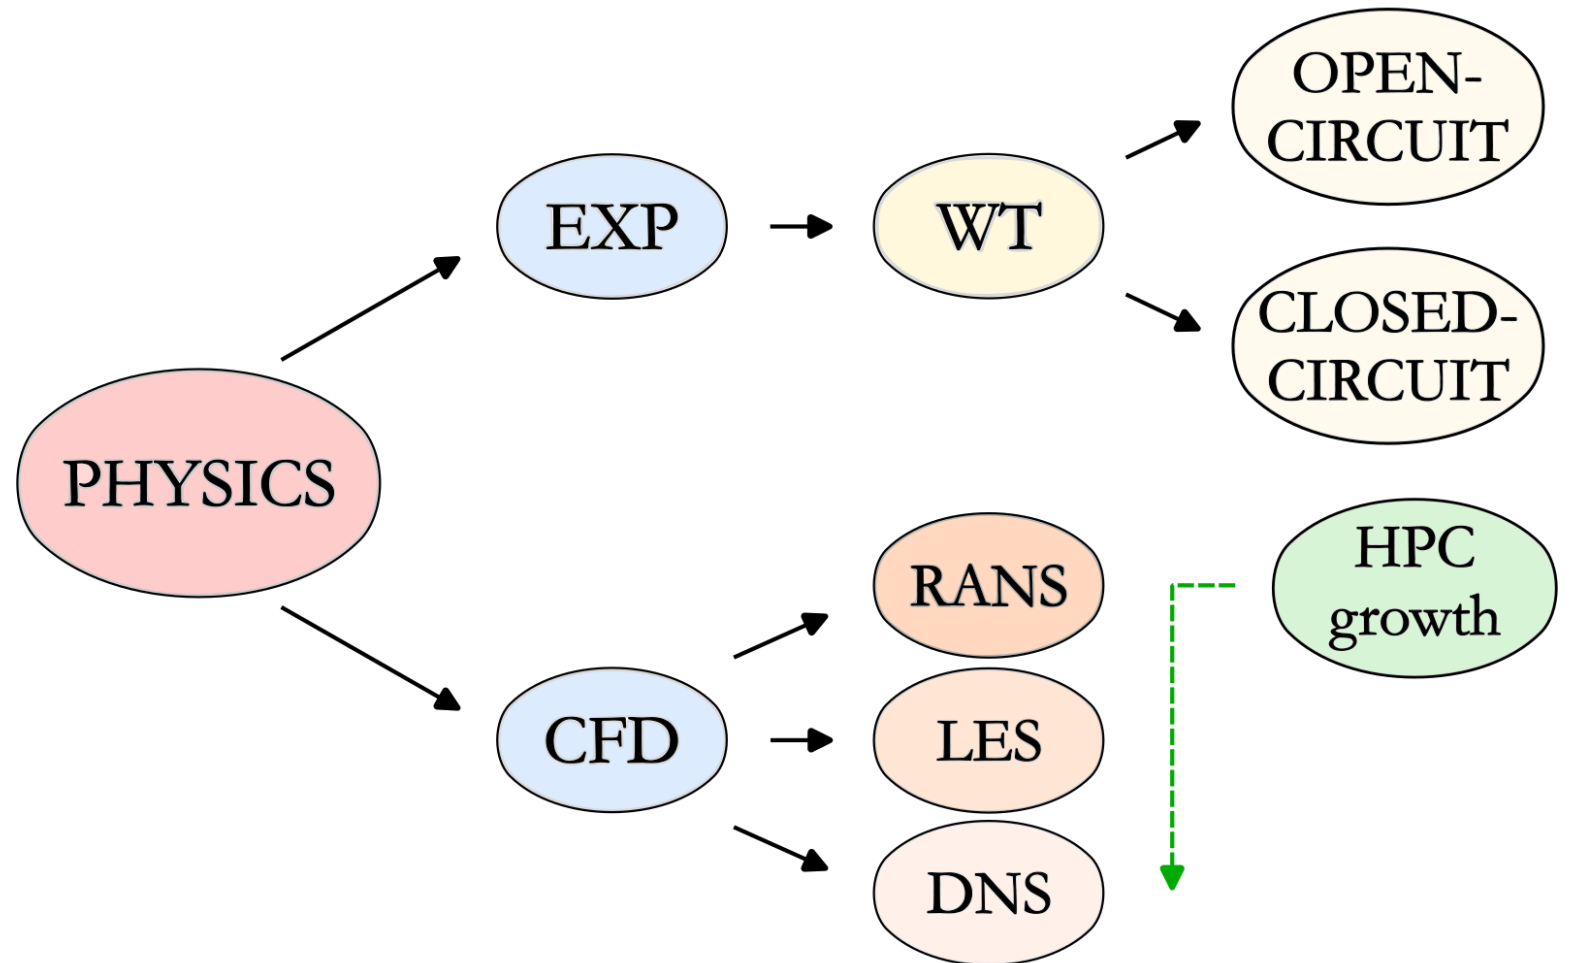 OPEN-
CIRCUIT
EXP
WT
CLOSED-
CIRCUIT
PHYSICS
HPC
growth
RANS
CFD
LES
DNS